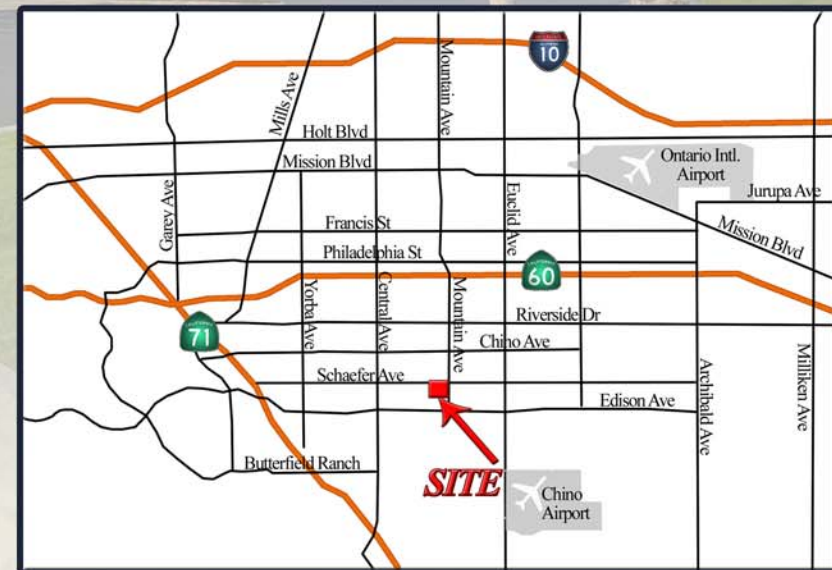 Mills Ave
Mountain Ave
10
Holt Blvd
Mission Blvd
Ontario Intl.
Airport
Garey Ave
Euclid Ave
Jurupa Ave
Francis St
Mission Blvd
Philadelphia St
60
Yorba Ave
Central Ave
Mountain Ave
Riverside Dr
71
Chino Ave
Schaefer Ave
Archibald Ave
Milliken Ave
Edison Ave
Butterfield Ranch
SITE
Chino
Airport